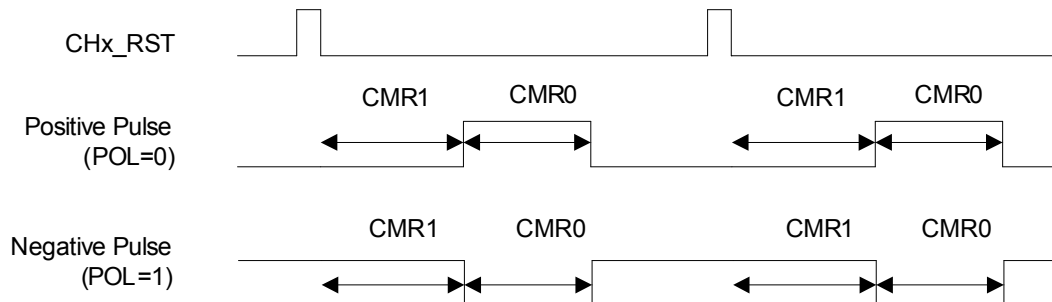 CHx_RST
CMR1 CMR0 CMR1 CMR0
Positive Pulse
(POL=0)
CMR1 CMR0 CMR1 CMR0
Negative Pulse
(POL=1)